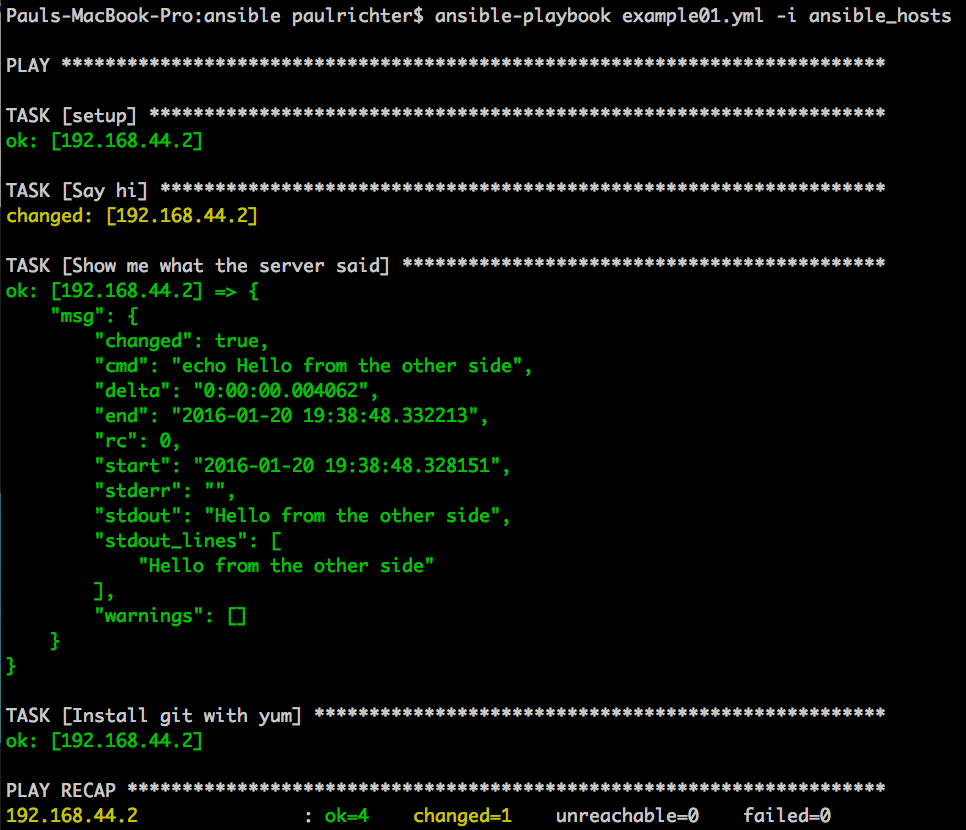 Pauls-MacBook-Pro:ansible paulrichter$ ansible-playbook example01.yml -i ansible_hosts
PLAY ***************************************************************************
TASK [setup] *******************************************************************
ok: [192.168.44.2]
TASK [Say hi] ******************************************************************
changed: [192.168.44.2]
TASK [Show me what the server said] ********************************************
ok: [192.168.44.2] => {
    "msg": {
        "changed": true,
        "cmd": "echo Hello from the other side",
        "delta": "0:00:00.004062",
        "end": "2016-01-20 19:38:48.332213",
        "rc": 0,
        "start": "2016-01-20 19:38:48.328151",
        "stderr": "",
        "stdout": "Hello from the other side",
        "stdout_lines": [
            "Hello from the other side"
        ],
        "warnings": []
    }
}
TASK [Install git with yum] ****************************************************
ok: [192.168.44.2]
PLAY RECAP *********************************************************************
192.168.44.2               : ok=4    changed=1    unreachable=0    failed=0